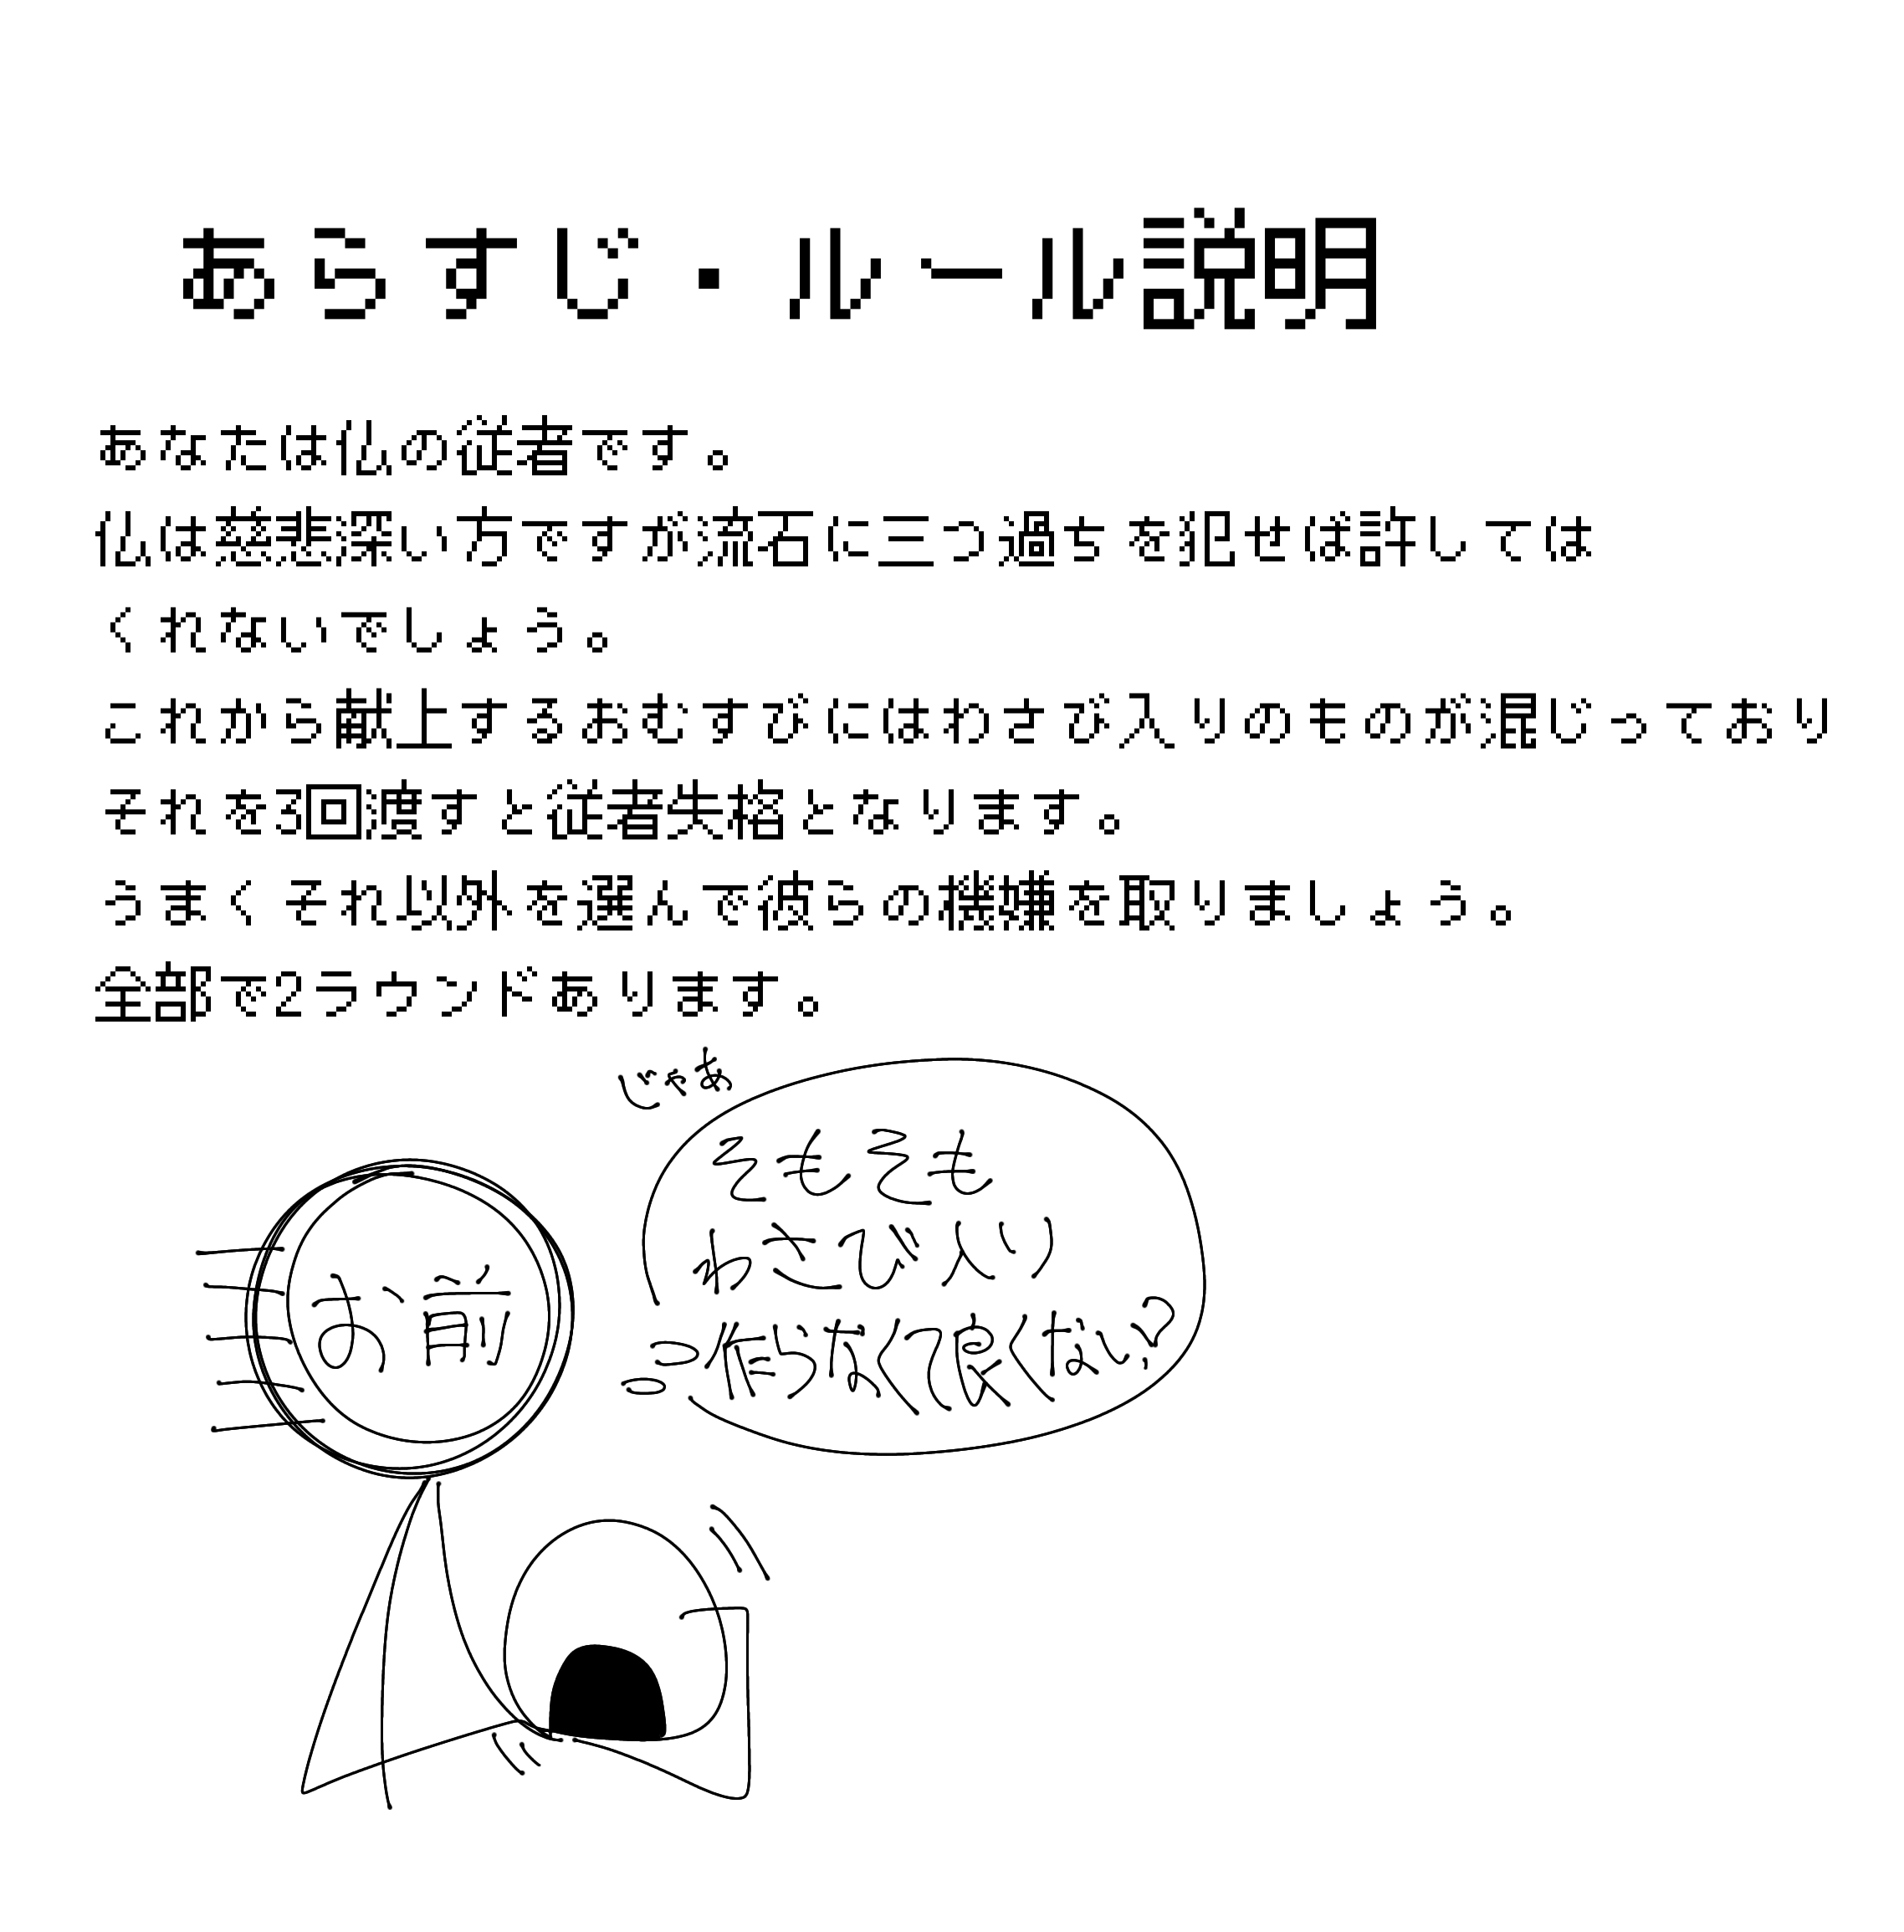 あらすじ・ルール説明
あなたは仏の従者です。
仏は慈悲深い方ですが流石に三つ過ちを犯せば許しては
くれないでしょう。
これから献上するおむすびにはわさび入りのものが混じっており
それを3回渡すと従者失格となります。
うまくそれ以外を選んで彼らの機嫌を取りましょう。
全部で2ラウンドあります。
じゃあ
そもそも
わさび入り
作らなくて良くない?
お前